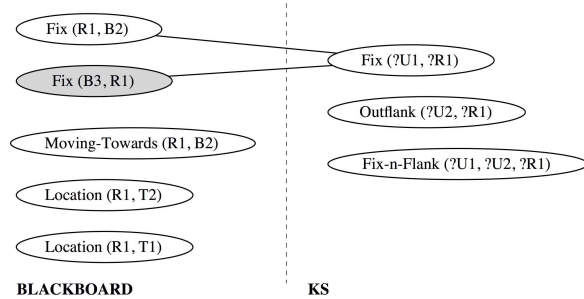 Fix (R1, B2)
Fix (?U1, ?R1)
Fix (B3, R1)
Outflank (?U2, ?R1)
Moving-Towards (R1, B2)
Fix-n-Flank (?U1, ?U2, ?R1)
Location (R1, T2)
Location (R1, T1)
BLACKBOARD
KS